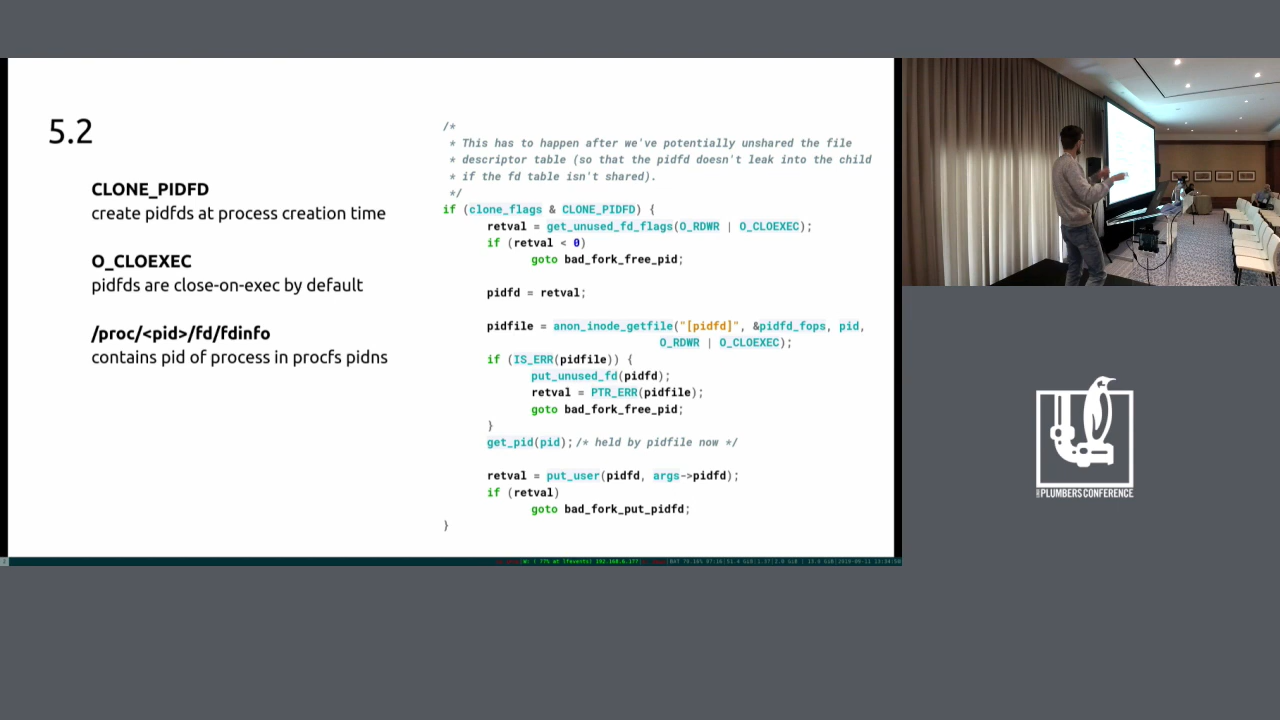 5.2
CLONE_PIDFD
create pidfds at process creation time
O_CLOEXEC
pidfds are close-on-exec by default
/proc/<pid>/fd/fdinfo
contains pid of process in procfs pidns
/*
* This has to happen after we've potentially unshared the file
* descriptor table (so that the pidfd doesn't leak into the child
* if the fd table isn't shared).
*/
if (clone_flags & CLONE_PIDFD) {
retval = get_unused_fd_flags(O_RDWR | O_CLOEXEC);
if (retval < 0)
goto bad_fork_free_pid;
pidfd = retval;
pidfile = anon_inode_getfile("[pidfd]", &pidfd_fops, pid,
O_RDWR | O_CLOEXEC);
if (IS_ERR(pidfile)) {
put_unused_fd(pidfd);
retval = PTR_ERR(pidfile);
goto bad_fork_free_pid;
}
get_pid(pid); /* held by pidfile now */
retval = put_user(pidfd, args->pidfd);
if (retval)
goto bad_fork_put_pidfd;
}
PLUMBERS CONFERENCE